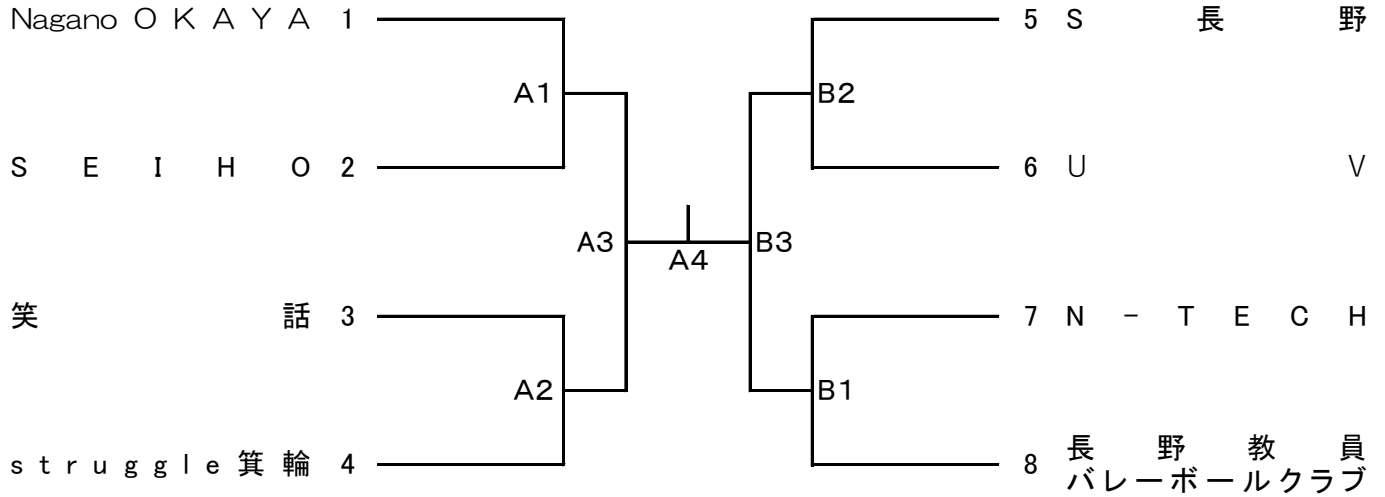 Nagano OKAYA 1
A1
SEIHO 2
A3
笑話 3
A2
struggle箕輪 4
A4
5 S長野
B2
6 UV
B3
7 N-TECH
B1
8 長野教員
バレーボールクラブ